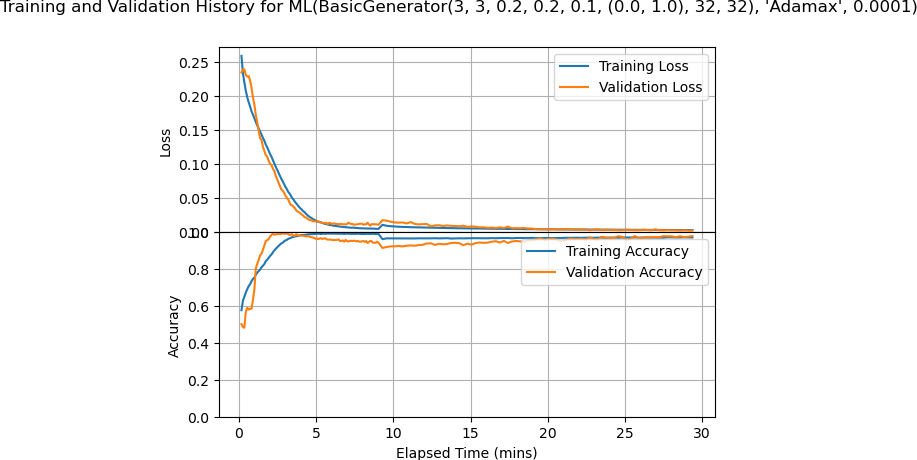 Training and Validation History for ML(BasicGenerator(3, 3, 0.2, 0.2, 0.1, (0.0, 1.0), 32, 32), 'Adamax', 0.0001)
0.25
0.20
0.15
0.10
0.05
Loss
Training Loss
Validation Loss
0.00
1.0
0.8
0.6
0.4
0.2
0.0
Accuracy
Training Accuracy
Validation Accuracy
0 5 10 15 20 25 30
Elapsed Time (mins)